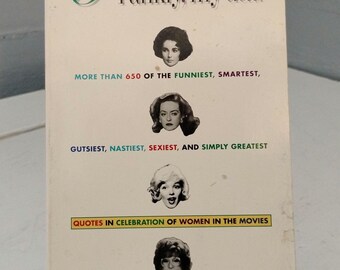 MORE THAN 650 OF THE FUNNIEST, SMARTEST,
GUTSIEST, NASTIEST, SEXIEST, AND SIMPLY GREATEST
QUOTES IN CELEBRATION OF WOMEN IN THE MOVIES